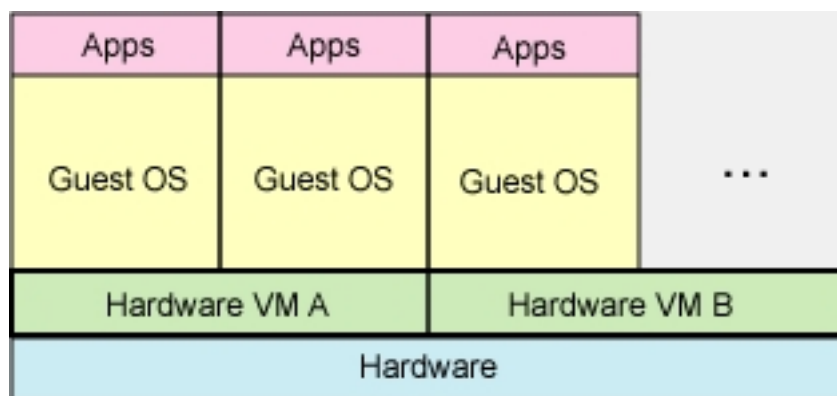 Apps
Apps
Apps
Guest OS
Guest OS
Guest OS
...
Hardware VM A
Hardware VM B
Hardware